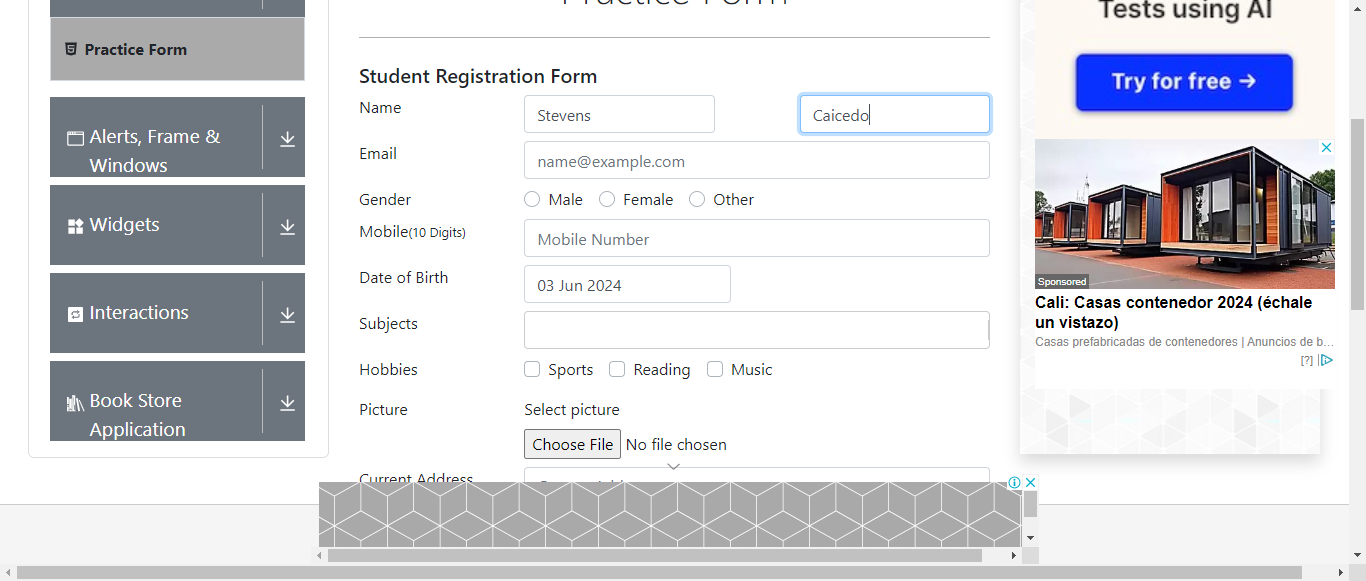 Practice Form
Practice Form
Alerts, Frame &
Windows
Widgets
Interactions
Book Store
Application
Student Registration Form
Name
Stevens
Caicedo
Email
name@example.com
Gender
Male
Female
Other
Mobile(10 Digits)
Mobile Number
Date of Birth
03 Jun 2024
Subjects
Hobbies
Sports
Reading
Music
Picture
Select picture
Choose File
No file chosen
Current Address
Tests using AI
Try for free →
Sponsored
Cali: Casas contenedor 2024 (échale
un vistazo)
Casas prefabricadas de contenedores | Anuncios de b...
[?]